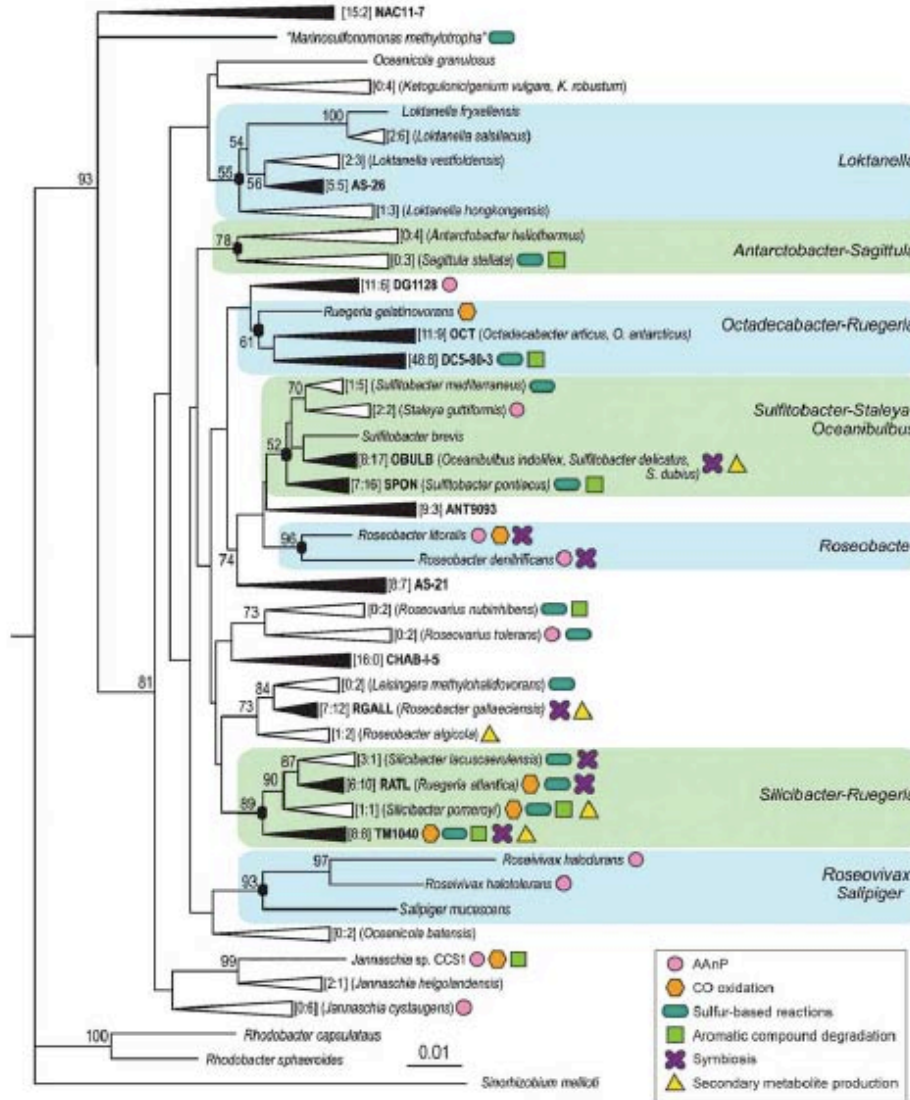 [15:2] NAC11-7
"Marinosulfonomonas methylotropha"
Oceanicola granulosus
[0:4] (Ketogulonicigenium vulgare, K. robustum)
100
Loktanella fryxellensis
[2:6] (Loktanella salsilacus)
54
[2:3] (Loktanella vestfoldensis)
Loktanella
93
55
56
[5:5] AS-26
[1:3] (Loktanella hongkongensis)
78
[0:4] (Antarctobacter heliothermus)
Antarctobacter-Sagittula
[0:3] (Sagittula stellata)
[11:6] DG1128
Ruegeria gelatinovorans
Octadecabacter-Ruegeria
61
[11:9] OCT (Octadecabacter articus, O. antarcticus)
[48:8] DC5-80-3
70
[1:5] (Sulfitobacter mediterraneus)
[2:2] (Staleya guttiformis)
Sulfitobacter-Staleya
Oceanibulbus
52
Sulfitobacter brevis
[8:17] OBULB (Oceanibulbus indolifex, Sulfitobacter delicatus,
S. dubius)
[7:16] SPON (Sulfitobacter pontiacus)
[9:3] ANT9093
96
Roseobacter litoralis
Roseobacte
Roseobacter denitrificans
74
[8:7] AS-21
73
[0:2] (Roseovarius nubinhibens)
[0:2] (Roseovarius tolerans)
[16:0] CHAB-I-5
81
84
[0:2] (Leisingera methylohalidovorans)
73
[7:12] RGALL (Roseobacter gallaeciensis)
[1:2] (Roseobacter algicola)
87
[3:1] (Silicibacter lacuscaerulensis)
90
[6:10] RATL (Ruegeria atlantica)
Silicibacter-Ruegeria
89
[1:1] (Silicibacter pomeroyi)
[8:8] TM1040
97
Roseivivax halodurans
93
Roseivivax halotolerans
Roseovivax
Salipiger
Salipiger mucescens
[0:2] (Oceanicola batensis)
99
Jannaschia sp. CCS1
[2:1] (Jannaschia helgolandensis)
[0:6] (Jannaschia cystaugens)
100
Rhodobacter capsulataus
Rhodobacter sphaeroides
0.01
Sinorhizobium meliloti
AAnP
CO oxidation
Sulfur-based reactions
Aromatic compound degradation
Symbiosis
Secondary metabolite production